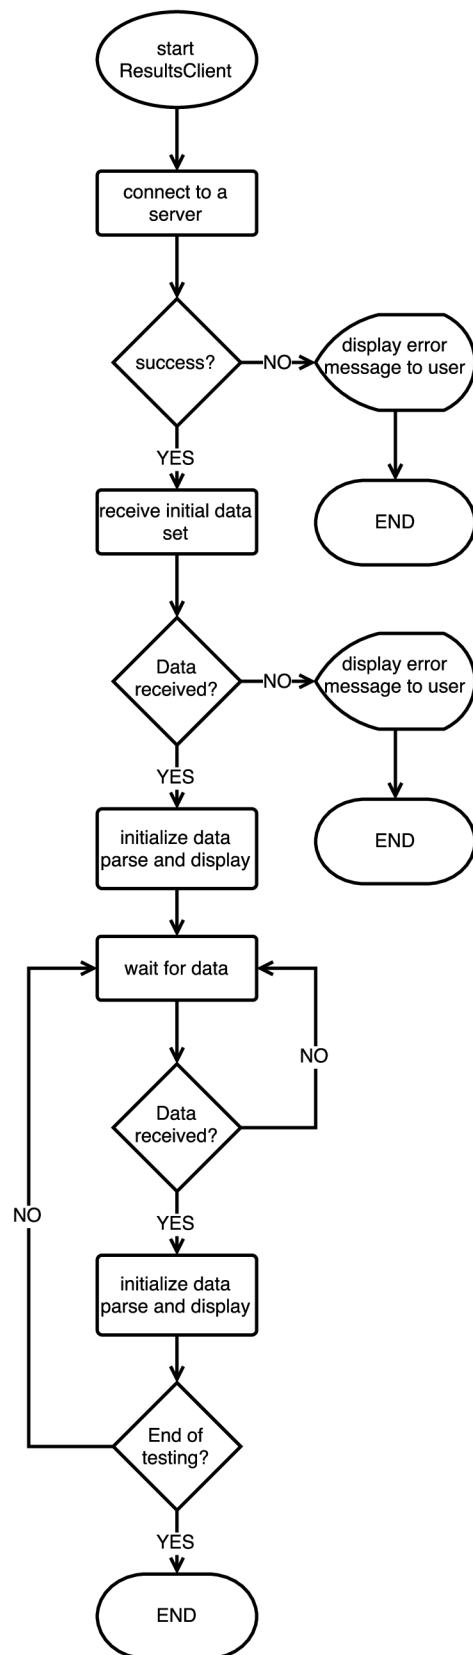 start
ResultsClient
connect to a
server
success?
NO
display error
message to user
YES
END
receive initial data
set
Data
received?
NO
display error
message to user
YES
END
initialize data
parse and display
wait for data
NO
Data
received?
NO
YES
initialize data
parse and display
End of
testing?
YES
END